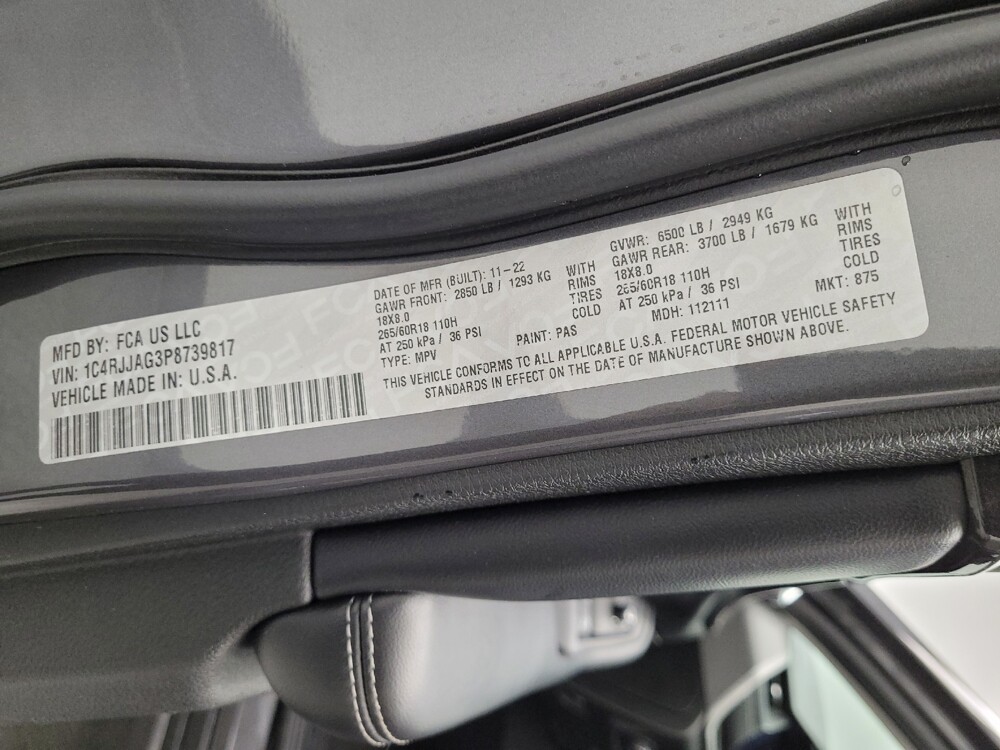 MFD BY: FCA US LLC
VIN: 1C4RJJAG3P8739817
VEHICLE MADE IN: U.S.A.
DATE OF MFR (BUILT): 11-22
GAWR FRONT: 2850 LB / 1293 KG WITH
18X8.0 RIMS
265/60R18 110H TIRES
AT 250 kPa / 36 PSI COLD
TYPE: MPV PAINT: PAS
GVWR: 6500 LB / 2949 KG
GAWR REAR: 3700 LB / 1679 KG WITH
18X8.0 RIMS
265/60R18 110H TIRES
AT 250 kPa / 36 PSI COLD
MDH: 112111 MKT: 875
THIS VEHICLE CONFORMS TO ALL APPLICABLE U.S.A. FEDERAL MOTOR VEHICLE SAFETY
STANDARDS IN EFFECT ON THE DATE OF MANUFACTURE SHOWN ABOVE.